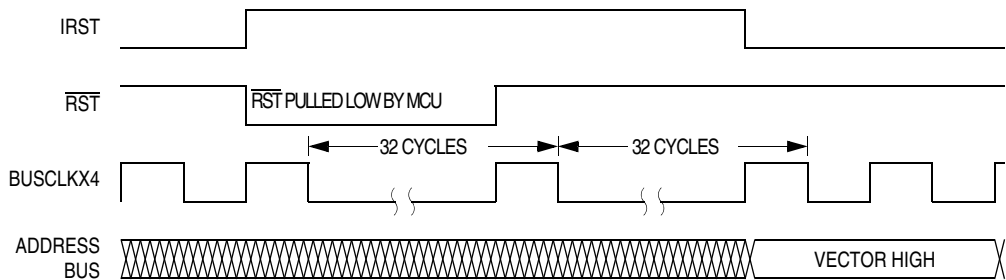 IRST
RST
RST PULLED LOW BY MCU
32 CYCLES
32 CYCLES
BUSCLKX4
ADDRESS
BUS
VECTOR HIGH